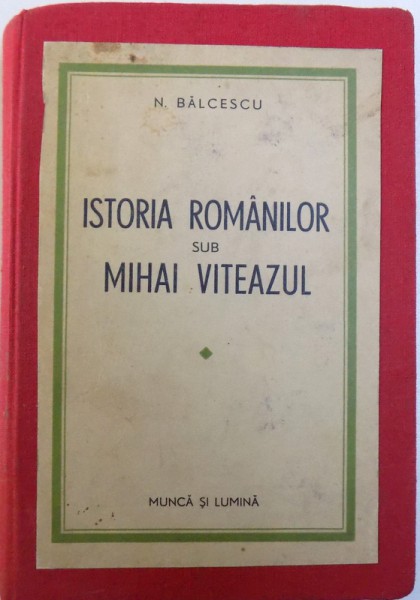 N. BĂLCESCU
ISTORIA ROMÂNILOR
SUB
MIHAI VITEAZUL
MUNCĂ ȘI LUMINĂ